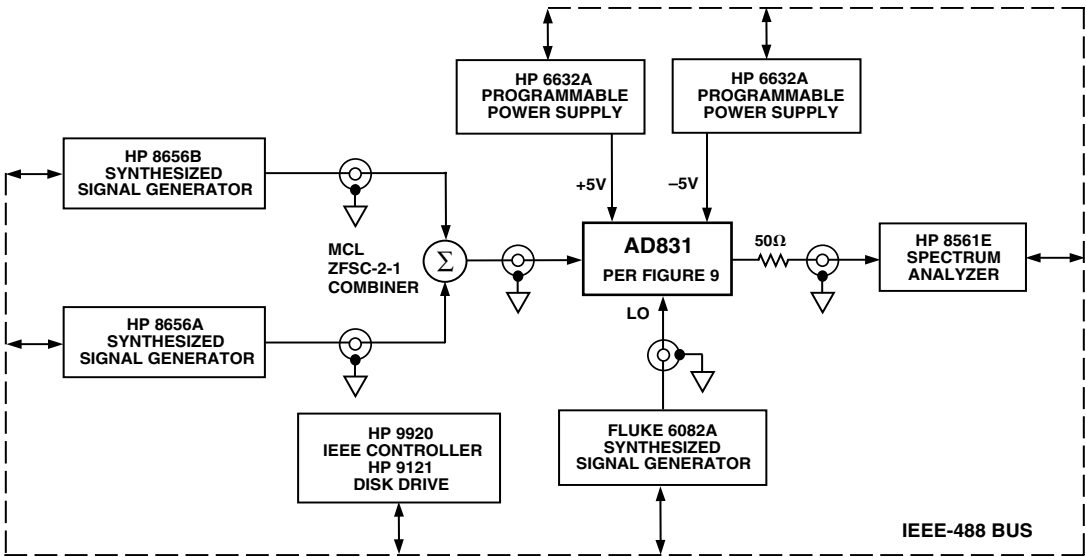 HP 6632A
PROGRAMMABLE
POWER SUPPLY
HP 6632A
PROGRAMMABLE
POWER SUPPLY
HP 8656B
SYNTHESIZED
SIGNAL GENERATOR
+5V
–5V
MCL
ZFSC-2-1
COMBINER
Σ
AD831
PER FIGURE 9
50Ω
HP 8561E
SPECTRUM
ANALYZER
LO
HP 8656A
SYNTHESIZED
SIGNAL GENERATOR
HP 9920
IEEE CONTROLLER
HP 9121
DISK DRIVE
FLUKE 6082A
SYNTHESIZED
SIGNAL GENERATOR
IEEE-488 BUS